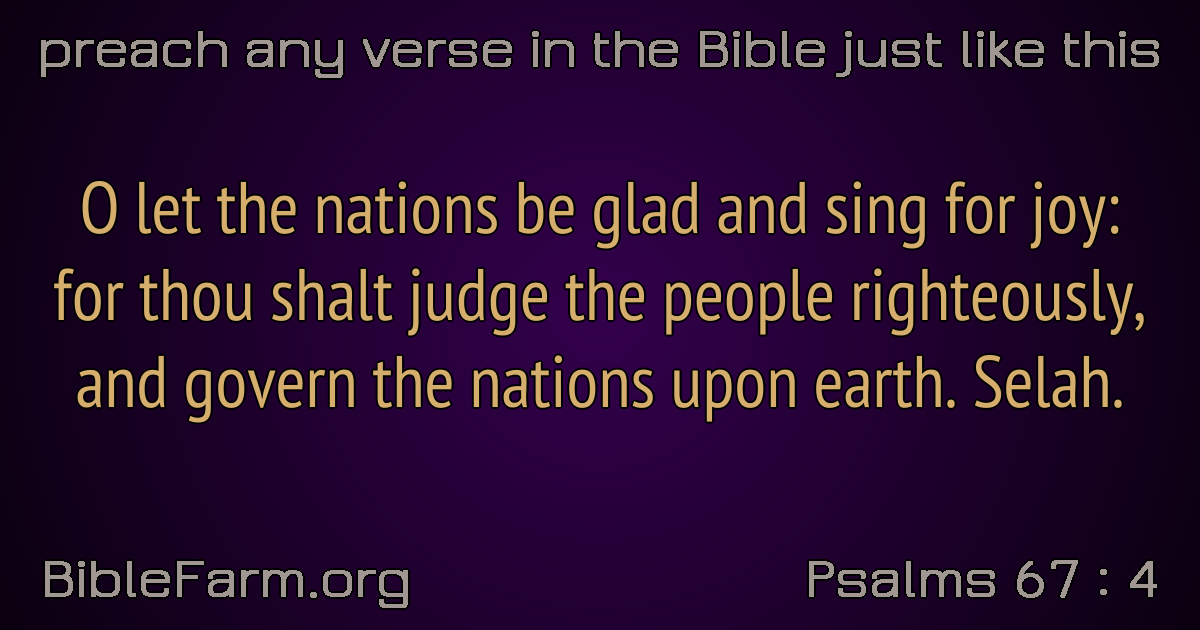 preach any verse in the Bible just like this
O let the nations be glad and sing for joy:
for thou shalt judge the people righteously,
and govern the nations upon earth. Selah.
BibleFarm.org
Psalms 67 : 4